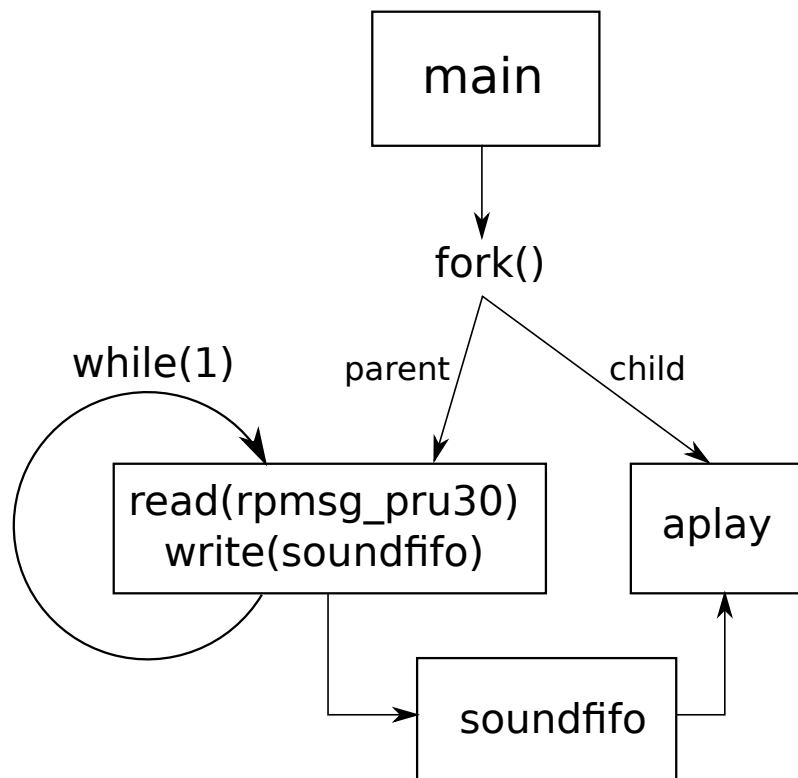 main
fork()
parent
child
while(1)
read(rpmsg_pru30)
write(soundfifo)
aplay
soundfifo